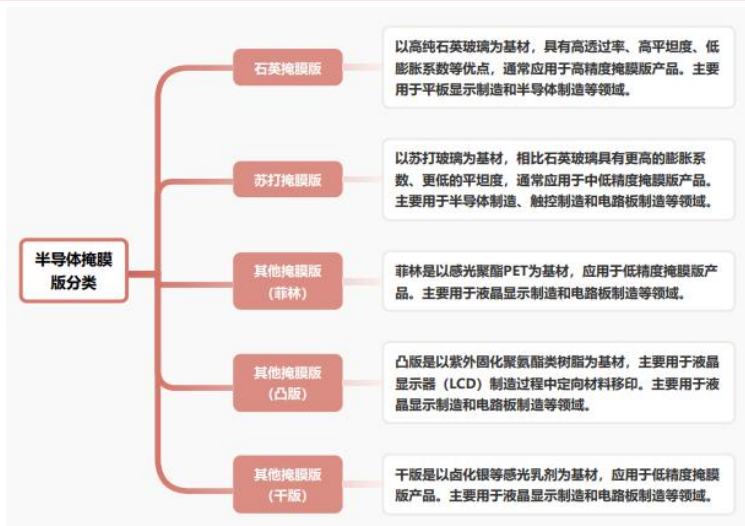 石英掩膜版
以高纯石英玻璃为基材，具有高透过率、高平坦度、低
膨胀系数等优点，通常应用于高精度掩膜版产品。主要
用于平板显示制造和半导体制造等领域。
苏打掩膜版
以苏打玻璃为基材，相比石英玻璃具有更高的膨胀系
数、更低的平坦度，通常应用于中低精度掩膜版产品。
主要用于半导体制造、触控制造和电路板制造等领域。
半导体掩膜
版分类
其他掩膜版
（菲林）
菲林是以感光聚酯PET为基材，应用于低精度掩膜版产
品。主要用于液晶显示制造和电路板制造等领域。
其他掩膜版
（凸版）
凸版是以紫外固化聚氨酯类树脂为基材，主要用于液晶
显示器（LCD）制造过程中定向材料移印。主要用于液
晶显示制造和电路板制造等领域。
其他掩膜版
（干版）
干版是以卤化银等感光乳剂为基材，应用于低精度掩膜
版产品。主要用于液晶显示制造和电路板制造等领域。